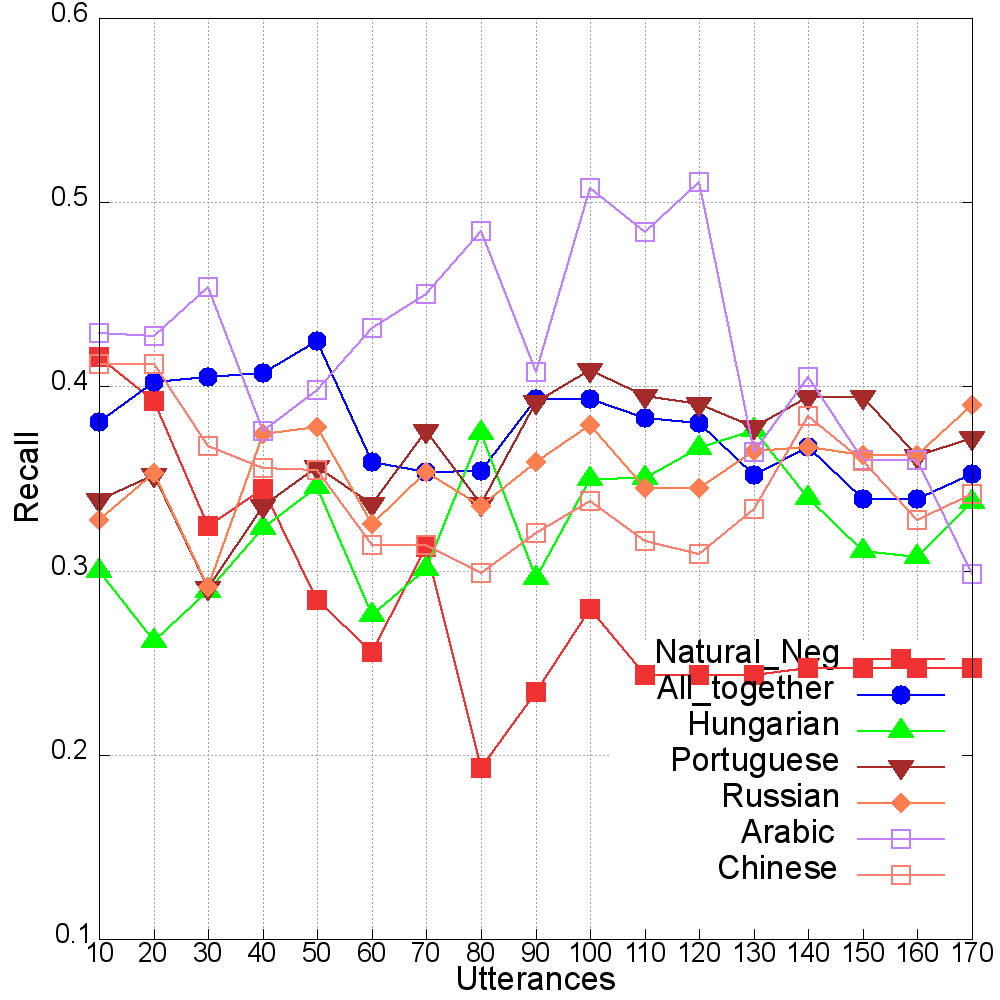 0.6
0.5
0.4
0.3
0.2
0.1
Recall
Natural_Neg
All_together
Hungarian
Portuguese
Russian
Arabic
Chinese
10 20 30 40 50 60 70 80 90 100 110 120 130 140 150 160 170
Utterances